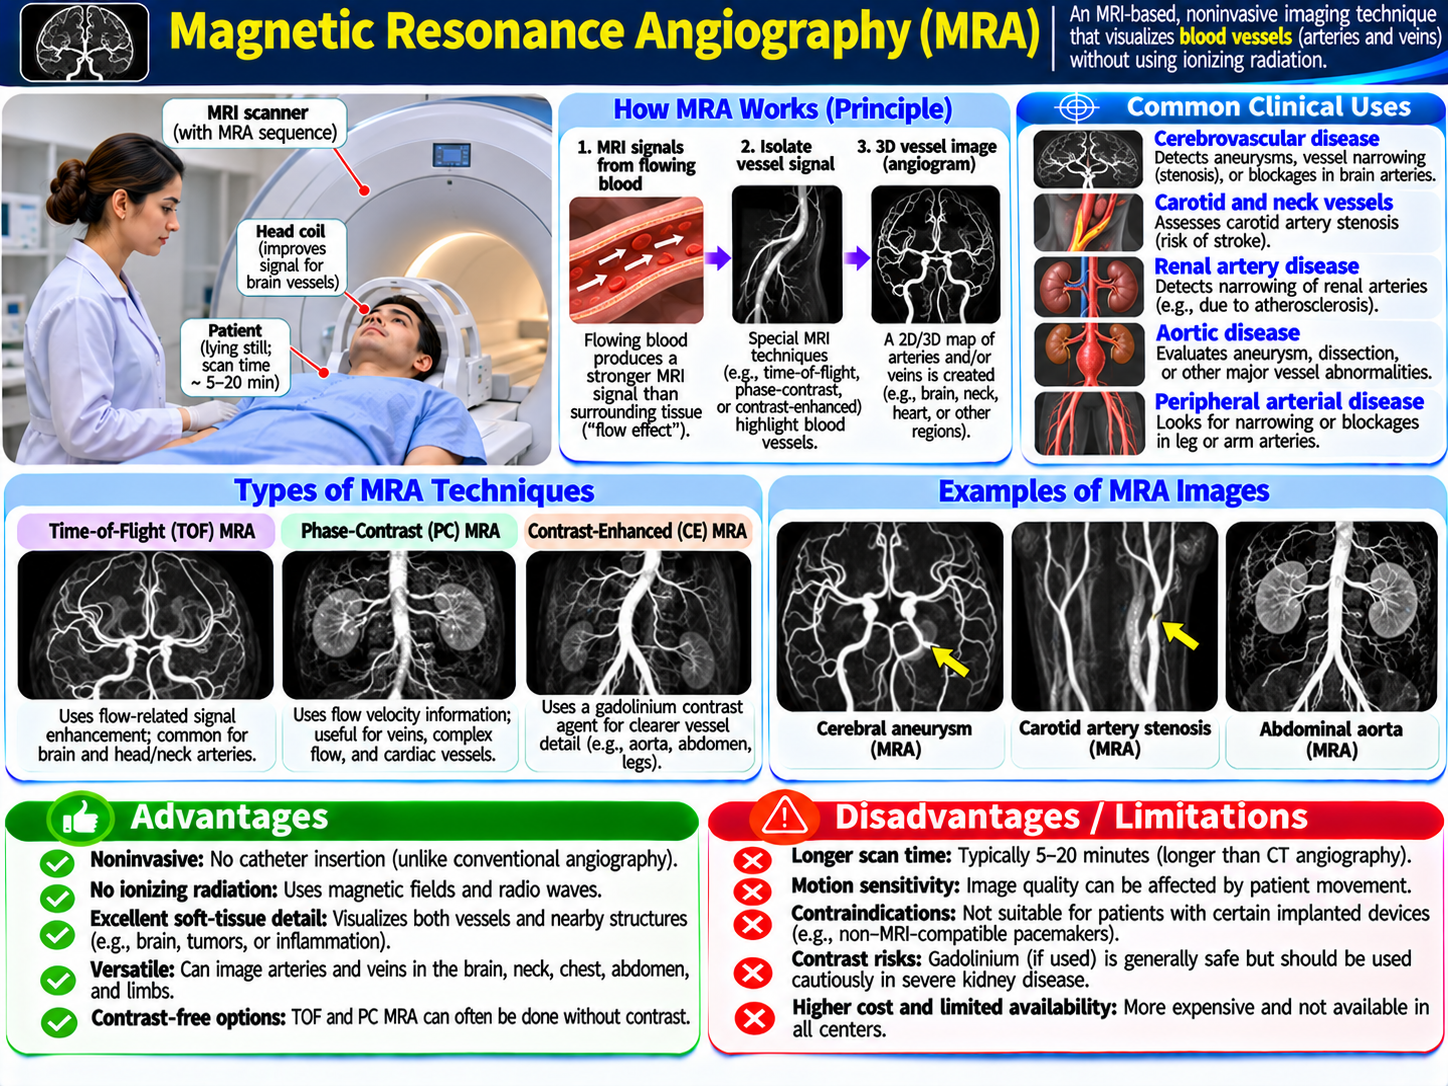 Magnetic Resonance Angiography (MRA)
An MRI-based, noninvasive imaging technique
that visualizes blood vessels (arteries and veins)
without using ionizing radiation.
MRI scanner
(with MRA sequence)
Head coil
(improves
signal for
brain vessels)
Patient
(lying still;
scan time
~ 5–20 min)
How MRA Works (Principle)
1. MRI signals
from flowing
blood
Flowing blood
produces a
stronger MRI
signal than
surrounding tissue
(“flow effect”).
2. Isolate
vessel signal
Special MRI
techniques
(e.g., time-of-flight,
phase-contrast,
or contrast-enhanced)
highlight blood
vessels.
3. 3D vessel image
(angiogram)
A 2D/3D map of
arteries and/or
veins is created
(e.g., brain, neck,
heart, or other
regions).
Common Clinical Uses
Cerebrovascular disease
Detects aneurysms, vessel narrowing
(stenosis), or blockages in brain arteries.
Carotid and neck vessels
Assesses carotid artery stenosis
(risk of stroke).
Renal artery disease
Detects narrowing of renal arteries
(e.g., due to atherosclerosis).
Aortic disease
Evaluates aneurysm, dissection,
or other major vessel abnormalities.
Peripheral arterial disease
Looks for narrowing or blockages
in leg or arm arteries.
Types of MRA Techniques
Time-of-Flight (TOF) MRA
Uses flow-related signal
enhancement; common for
brain and head/neck arteries.
Phase-Contrast (PC) MRA
Uses flow velocity information;
useful for veins, complex
flow, and cardiac vessels.
Contrast-Enhanced (CE) MRA
Uses a gadolinium contrast
agent for clearer vessel
detail (e.g., aorta, abdomen,
legs).
Examples of MRA Images
Cerebral aneurysm
(MRA)
Carotid artery stenosis
(MRA)
Abdominal aorta
(MRA)
Advantages
Noninvasive: No catheter insertion (unlike conventional angiography).
No ionizing radiation: Uses magnetic fields and radio waves.
Excellent soft-tissue detail: Visualizes both vessels and nearby structures
(e.g., brain, tumors, or inflammation).
Versatile: Can image arteries and veins in the brain, neck, chest, abdomen,
and limbs.
Contrast-free options: TOF and PC MRA can often be done without contrast.
Disadvantages / Limitations
Longer scan time: Typically 5–20 minutes (longer than CT angiography).
Motion sensitivity: Image quality can be affected by patient movement.
Contraindications: Not suitable for patients with certain implanted devices
(e.g., non–MRI-compatible pacemakers).
Contrast risks: Gadolinium (if used) is generally safe but should be used
cautiously in severe kidney disease.
Higher cost and limited availability: More expensive and not available in
all centers.